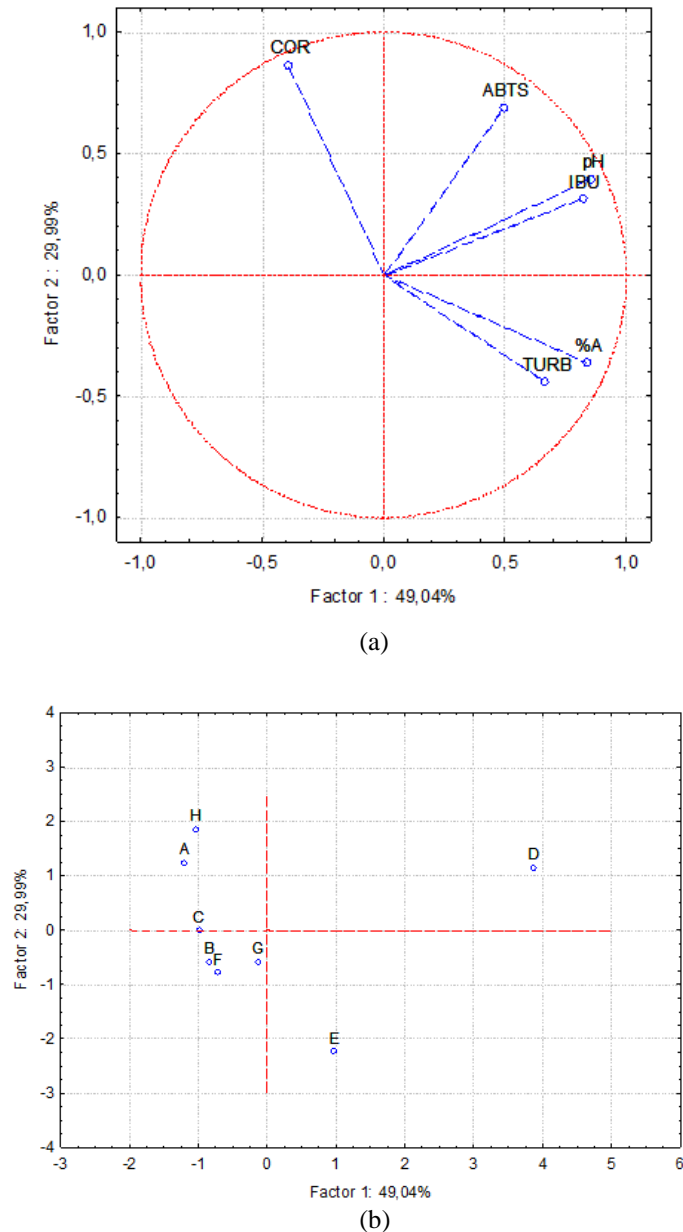 1,0
COR
ABTS
0,5
pH
IBU
Factor 2 : 29,99%
0,0
%A
TURB
-0,5
-1,0
-1,0 -0,5 0,0 0,5 1,0
Factor 1 : 49,04%
(a)
4
3
2
H
A
D
1
Factor 2: 29,99%
0
C
B
F
G
-1
E
-2
-3
-4
-3 -2 -1 0 1 2 3 4 5 6
Factor 1: 49,04%
(b)